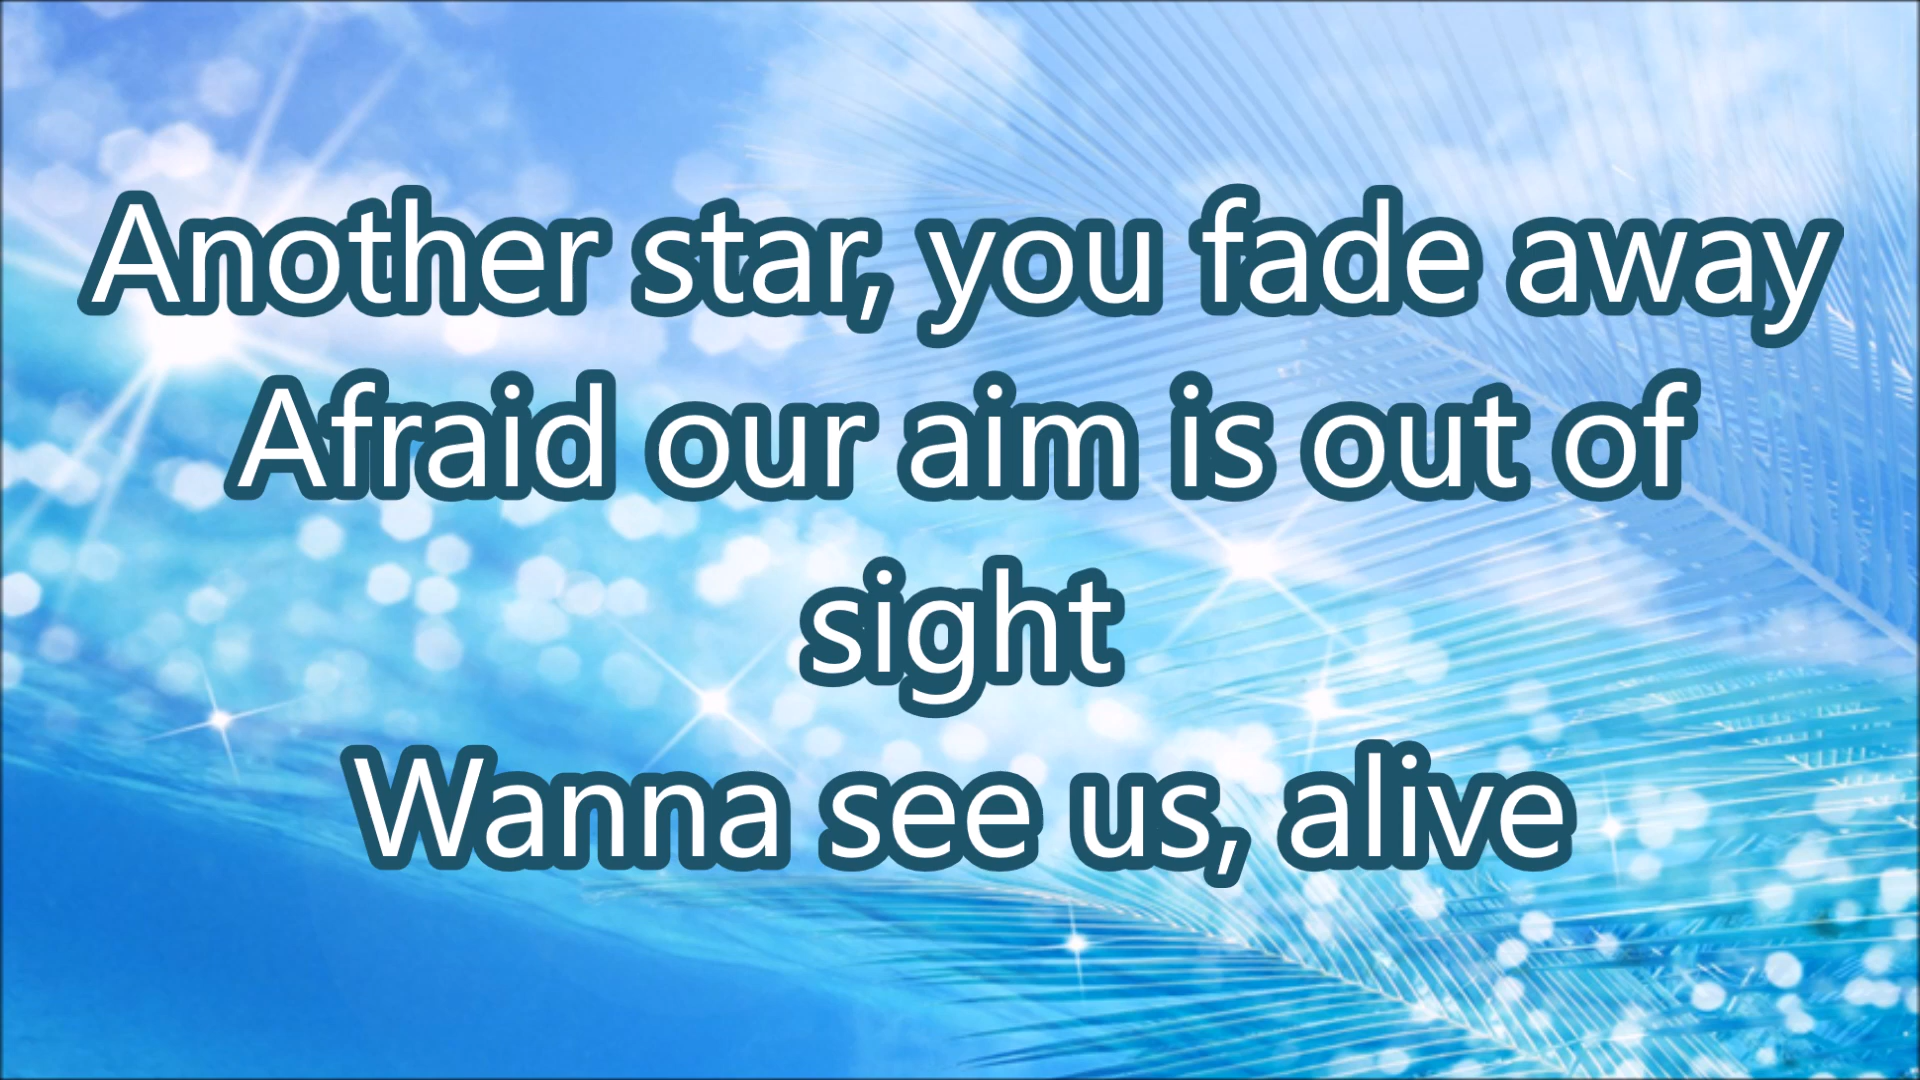 Another star, you fade away
Afraid our aim is out of
sight
Wanna see us, alive